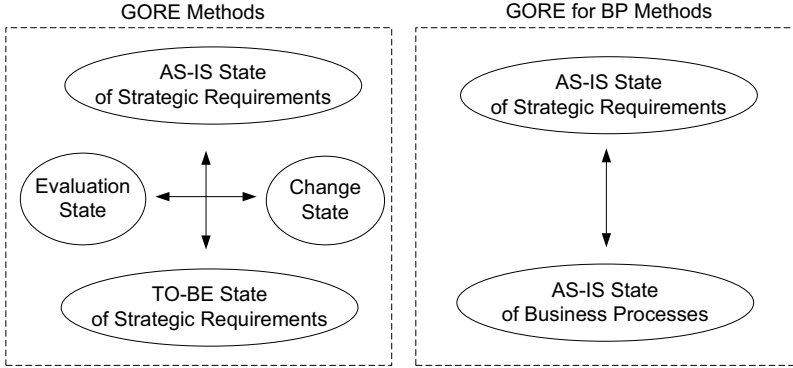 GORE Methods
AS-IS State
of Strategic Requirements
Evaluation
State
Change
State
TO-BE State
of Strategic Requirements
GORE for BP Methods
AS-IS State
of Strategic Requirements
AS-IS State
of Business Processes